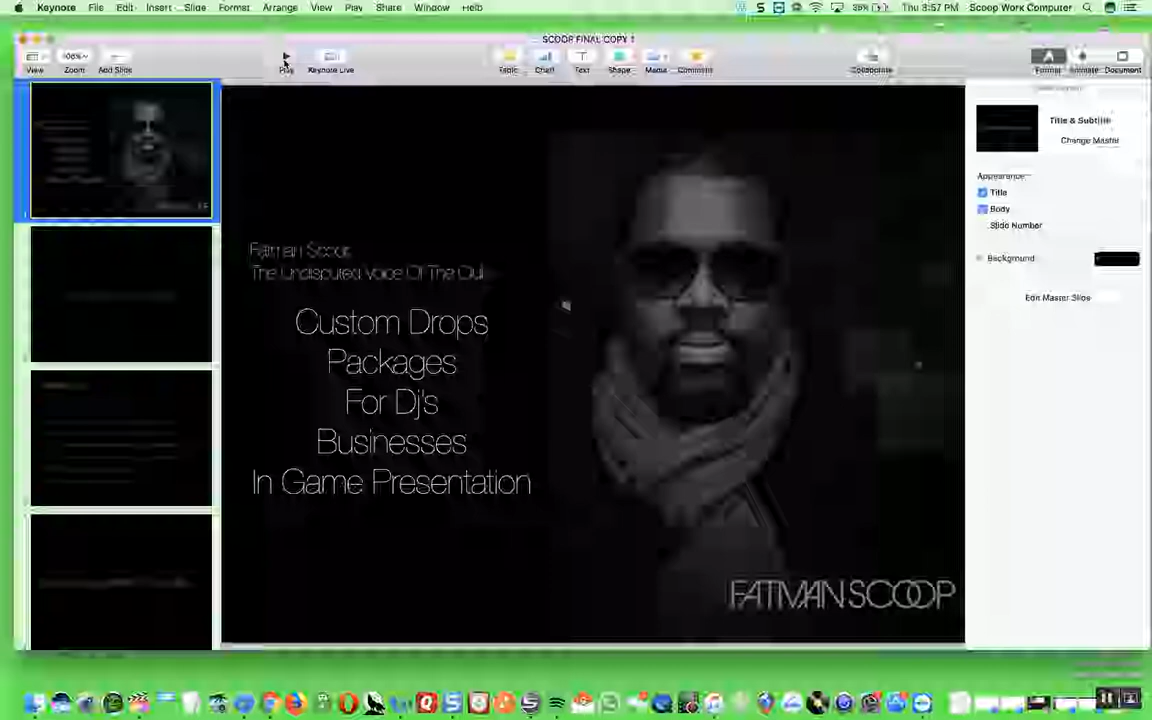 Keynote File Edit Insert Slide Format Arrange View Play Share Window Help
Thu 3:57 PM Scoop Work Computer
SCOOP FINAL COPY 1
View Zoom Add Slide Play Keynote Live Table Chart Text Shape Media Comment Collaborate Format Animate Document
Title & Subtitle
Change Master
Appearance
Title
Body
Slide Number
Background
Edit Master Slide
Fatman Scoop
The Undisputed Voice Of The
Custom Drops
Packages
For Dj's
Businesses
In Game Presentation
FATMAN SCOOP